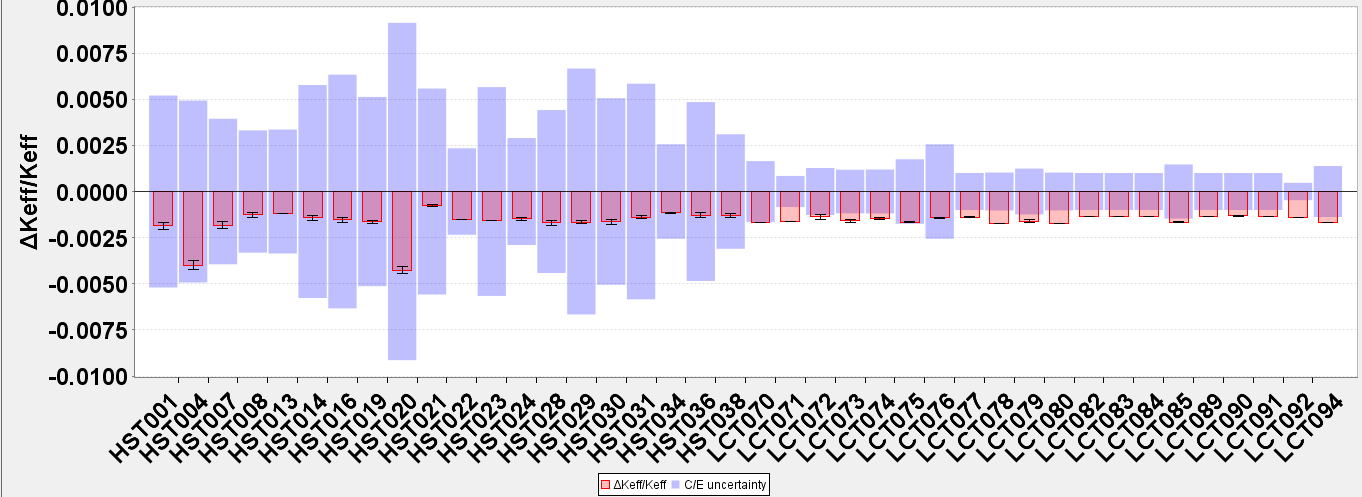 0.0100
0.0075
0.0050
0.0025
0.0000
-0.0025
-0.0050
-0.0075
-0.0100
ΔKeff/Keff
HST001
HST004
HST007
HST008
HST013
HST014
HST016
HST019
HST020
HST021
HST022
HST023
HST024
HST028
HST029
HST030
HST031
HST034
HST036
HST038
LCT070
LCT071
LCT072
LCT073
LCT074
LCT075
LCT076
LCT077
LCT078
LCT079
LCT080
LCT082
LCT083
LCT084
LCT085
LCT089
LCT090
LCT091
LCT092
LCT094
ΔKeff/Keff C/E uncertainty